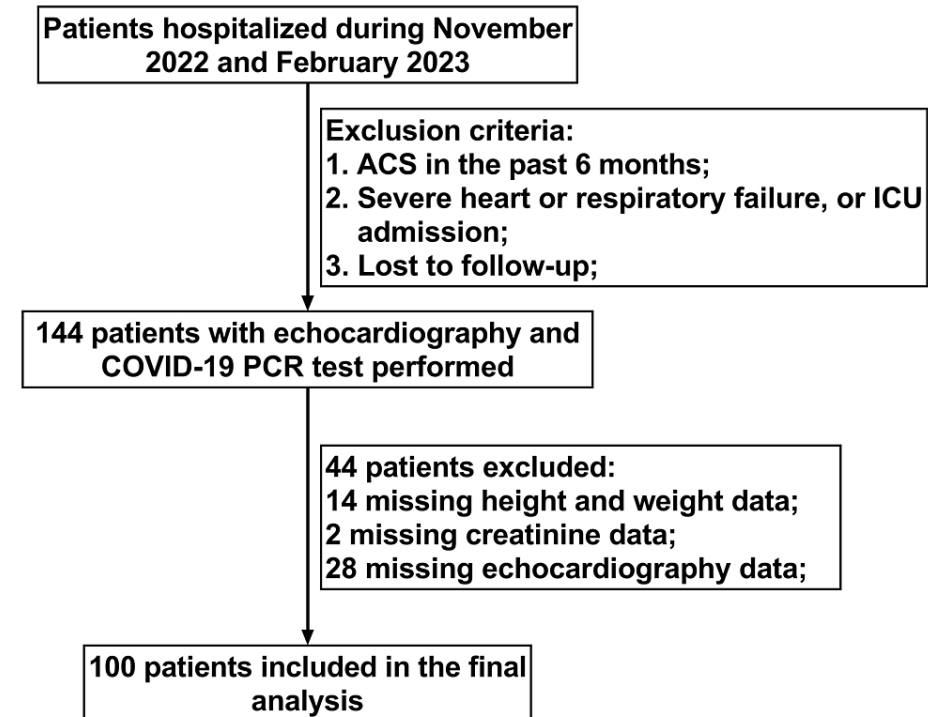 Patients hospitalized during November
2022 and February 2023
Exclusion criteria:
1. ACS in the past 6 months;
2. Severe heart or respiratory failure, or ICU
admission;
3. Lost to follow-up;
144 patients with echocardiography and
COVID-19 PCR test performed
44 patients excluded:
14 missing height and weight data;
2 missing creatinine data;
28 missing echocardiography data;
100 patients included in the final
analysis